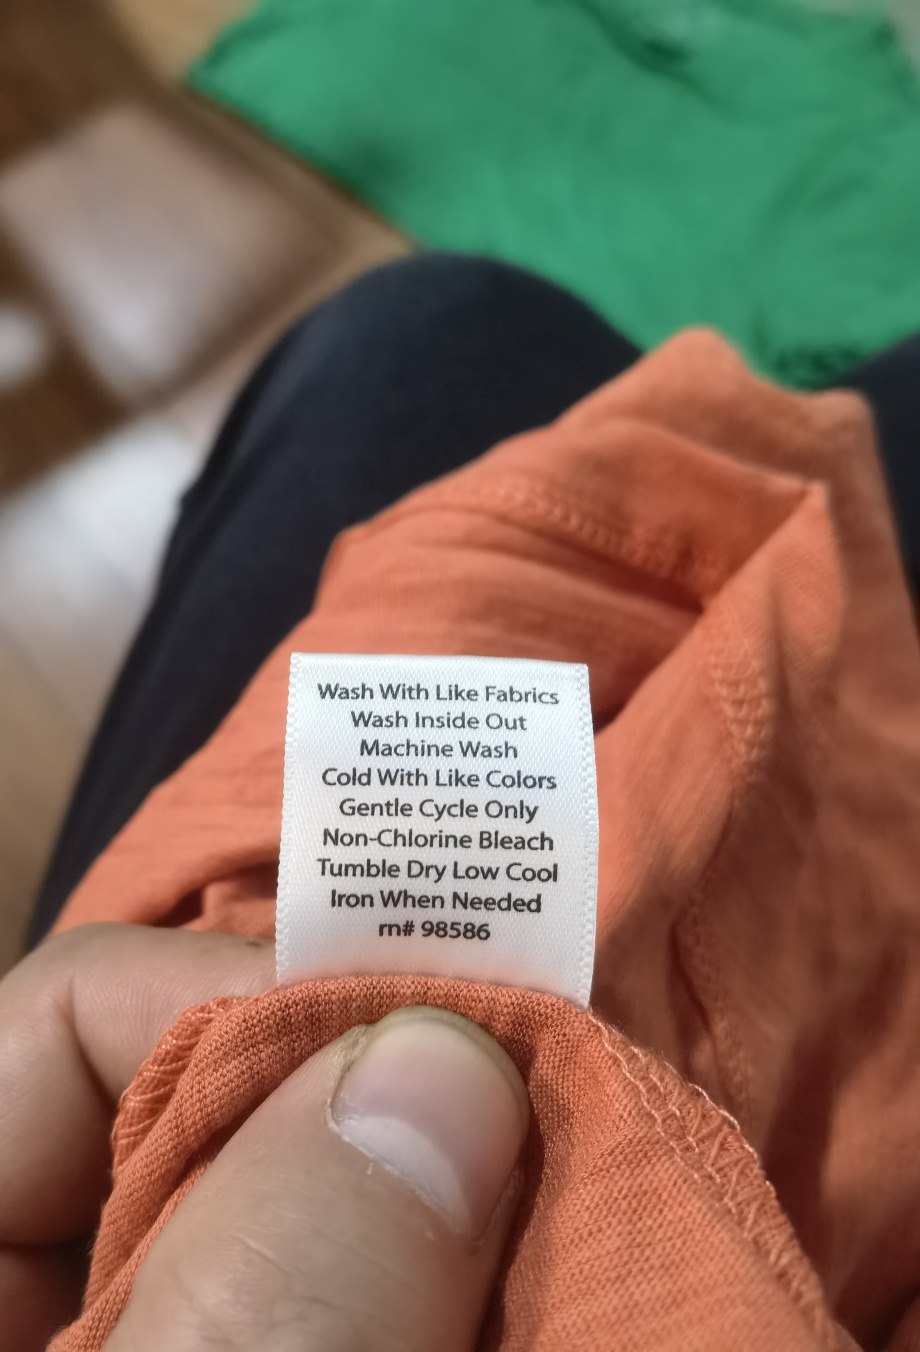 Wash With Like Fabrics
Wash Inside Out
Machine Wash
Cold With Like Colors
Gentle Cycle Only
Non-Chlorine Bleach
Tumble Dry Low Cool
Iron When Needed
rn# 98586